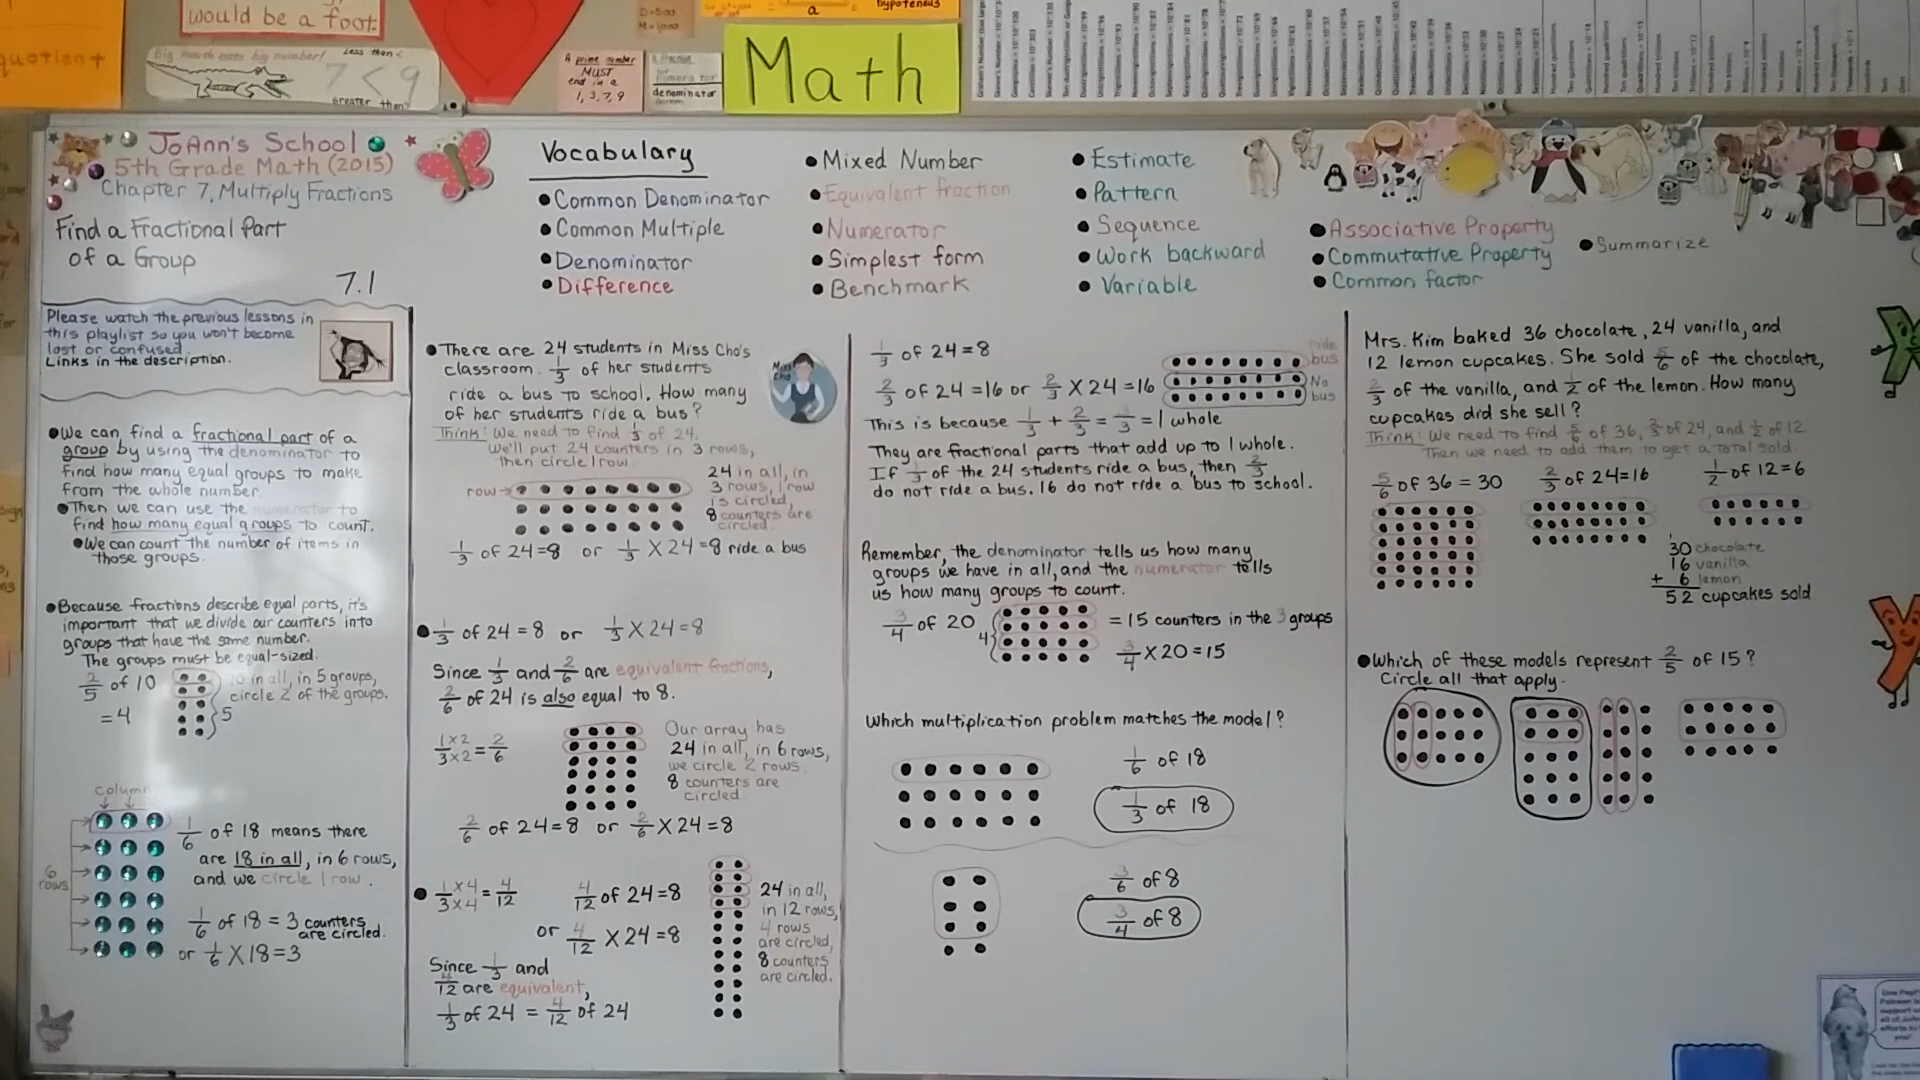 quotient
would be a foot.
Big mouth eats big number!
Less than <
7 < 9
greater than >
D=500
M=1000
A prime number
MUST
end in a
1, 3, 7, 9
numerator
denominator
a
hypotenus
Math
JoAnn's School
5th Grade Math (2015)
Chapter 7, Multiply Fractions
Find a Fractional Part
of a Group
7.1
Vocabulary
• Common Denominator
• Common Multiple
• Denominator
• Difference
• Mixed Number
• Equivalent fraction
• Numerator
• Simplest form
• Benchmark
• Estimate
• Pattern
• Sequence
• Work backward
• Variable
• Associative Property
• Commutative Property
• Common factor
• Summarize
Please watch the previous lessons in
this playlist so you won't become
lost or confused.
Links in the description.
• We can find a fractional part of a
group by using the denominator to
find how many equal groups to make
from the whole number.
• Then we can use the numerator to
find how many equal groups to count.
• We can count the number of items in
those groups.
• Because fractions describe equal parts, it's
important that we divide our counters into
groups that have the same number.
The groups must be equal-sized.
2/5 of 10
= 4
10 in all, in 5 groups,
circle 2 of the groups.
5
column
6
rows
1/6 of 18 means there
are 18 in all, in 6 rows,
and we circle 1 row.
1/6 of 18 = 3 counters
are circled.
or 1/6 X 18 = 3
• There are 24 students in Miss Cho's
classroom. 1/3 of her students
ride a bus to school. How many
of her students ride a bus?
Miss
Cho
Think: We need to find 1/3 of 24.
We'll put 24 counters in 3 rows,
then circle 1 row.
row→
24 in all, in
3 rows, 1 row
is circled,
8 counters are
circled.
1/3 of 24 = 8 or 1/3 X 24 = 8 ride a bus
• 1/3 of 24 = 8 or 1/3 X 24 = 8
Since 1/3 and 2/6 are equivalent fractions,
2/6 of 24 is also equal to 8.
1x2/3x2 = 2/6
Our array has
24 in all, in 6 rows,
we circle 2 rows.
8 counters are
circled.
2/6 of 24 = 8 or 2/6 X 24 = 8
• 1x4/3x4 = 4/12
4/12 of 24 = 8
or 4/12 X 24 = 8
24 in all,
in 12 rows,
4 rows
are circled,
8 counters
are circled.
Since 1/3 and
4/12 are equivalent,
1/3 of 24 = 4/12 of 24
1/3 of 24 = 8
2/3 of 24 = 16 or 2/3 X 24 = 16
ride
bus
No
bus
This is because 1/3 + 2/3 = 3/3 = 1 whole
They are fractional parts that add up to 1 whole.
If 1/3 of the 24 students ride a bus, then 2/3
do not ride a bus. 16 do not ride a bus to school.
Remember, the denominator tells us how many
groups we have in all, and the numerator tells
us how many groups to count.
3/4 of 20
4
= 15 counters in the 3 groups
3/4 X 20 = 15
Which multiplication problem matches the model?
1/6 of 18
1/3 of 18
3/6 of 8
3/4 of 8
Mrs. Kim baked 36 chocolate, 24 vanilla, and
12 lemon cupcakes. She sold 5/6 of the chocolate,
2/3 of the vanilla, and 1/2 of the lemon. How many
cupcakes did she sell?
Think: We need to find 5/6 of 36, 2/3 of 24, and 1/2 of 12
Then we need to add them to get a total sold.
5/6 of 36 = 30
2/3 of 24 = 16
1/2 of 12 = 6
30 chocolate
16 vanilla
+ 6 lemon
52 cupcakes sold
• Which of these models represent 2/5 of 15?
Circle all that apply.